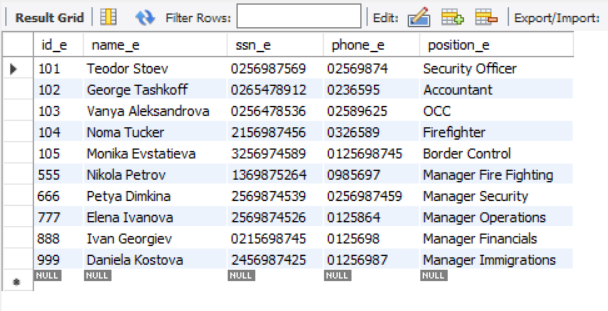 Result Grid Filter Rows: Edit: Export/Import:
id_e name_e ssn_e phone_e position_e
101 Teodor Stoev 0256987569 02569874 Security Officer
102 George Tashkoff 0265478912 0236595 Accountant
103 Vanya Aleksandrova 0256478536 02589625 OCC
104 Noma Tucker 2156987456 0326589 Firefighter
105 Monika Evstatieva 3256974589 0125698745 Border Control
555 Nikola Petrov 1369875264 0985697 Manager Fire Fighting
666 Petya Dimkina 2569874539 0256987459 Manager Security
777 Elena Ivanova 2569874526 0125864 Manager Operations
888 Ivan Georgiev 0215698745 0125698 Manager Financials
999 Daniela Kostova 2456987425 01256987 Manager Immigrations
NULL NULL NULL NULL NULL